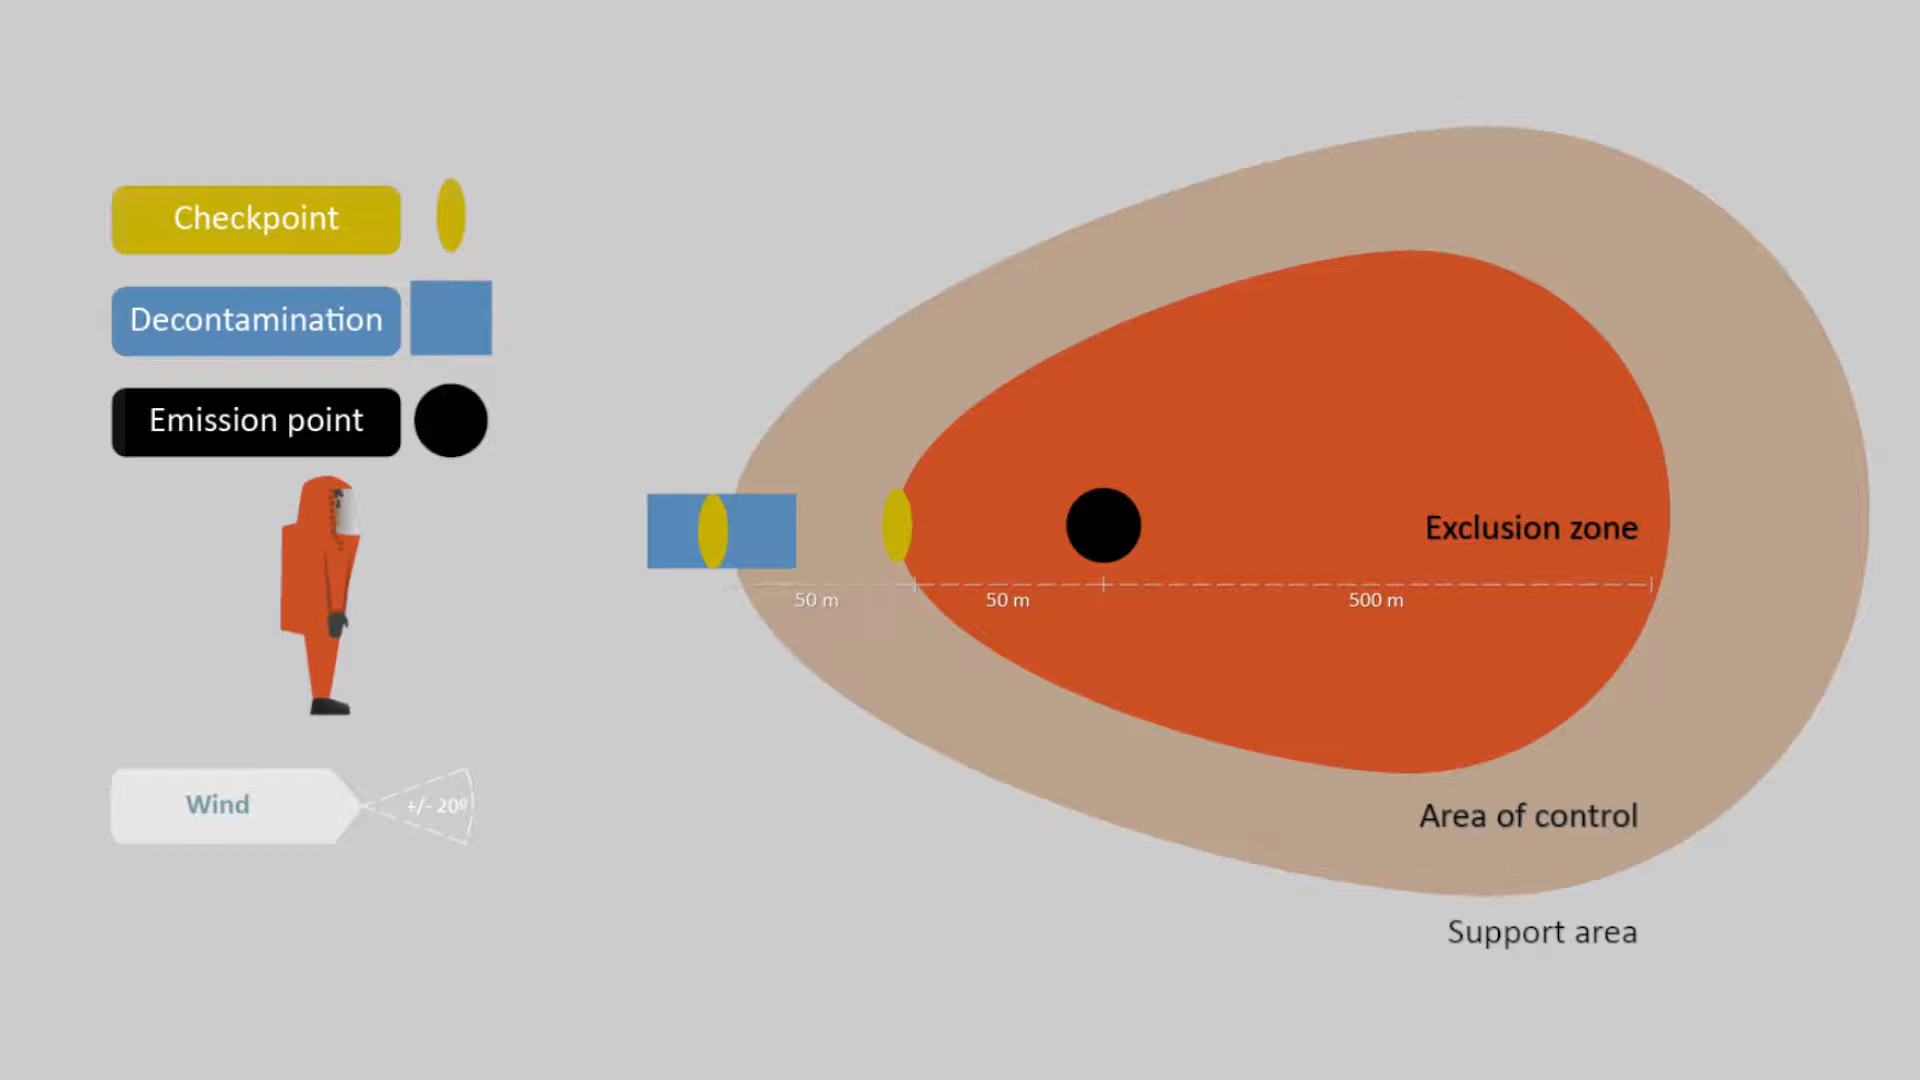 Checkpoint
Decontamination
Emission point
Wind
+/- 20º
50 m
50 m
500 m
Exclusion zone
Area of control
Support area